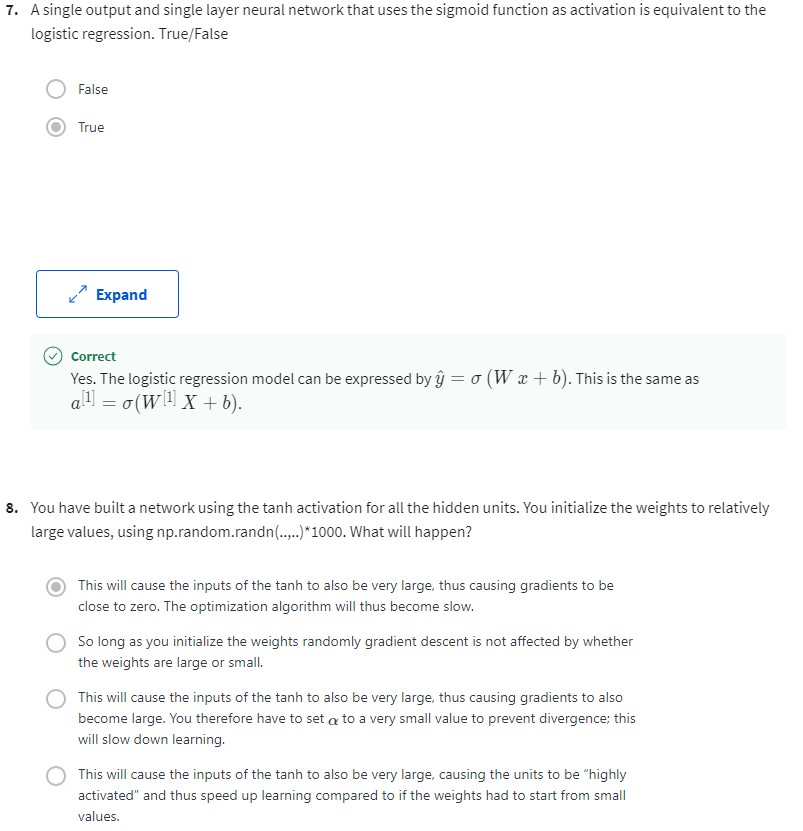 7. A single output and single layer neural network that uses the sigmoid function as activation is equivalent to the
logistic regression. True/False
False
True
Expand
Correct
Yes. The logistic regression model can be expressed by ŷ = σ (W x + b). This is the same as
a[1] = σ(W[1] X + b).
8. You have built a network using the tanh activation for all the hidden units. You initialize the weights to relatively
large values, using np.random.randn(..,..)*1000. What will happen?
This will cause the inputs of the tanh to also be very large, thus causing gradients to be
close to zero. The optimization algorithm will thus become slow.
So long as you initialize the weights randomly gradient descent is not affected by whether
the weights are large or small.
This will cause the inputs of the tanh to also be very large, thus causing gradients to also
become large. You therefore have to set α to a very small value to prevent divergence; this
will slow down learning.
This will cause the inputs of the tanh to also be very large, causing the units to be "highly
activated" and thus speed up learning compared to if the weights had to start from small
values.